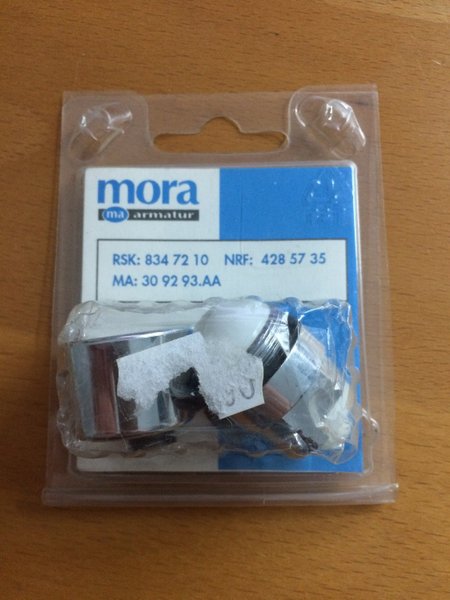 mora
ma armatur
RSK: 834 72 10 NRF: 428 57 35
MA: 30 92 93.AA